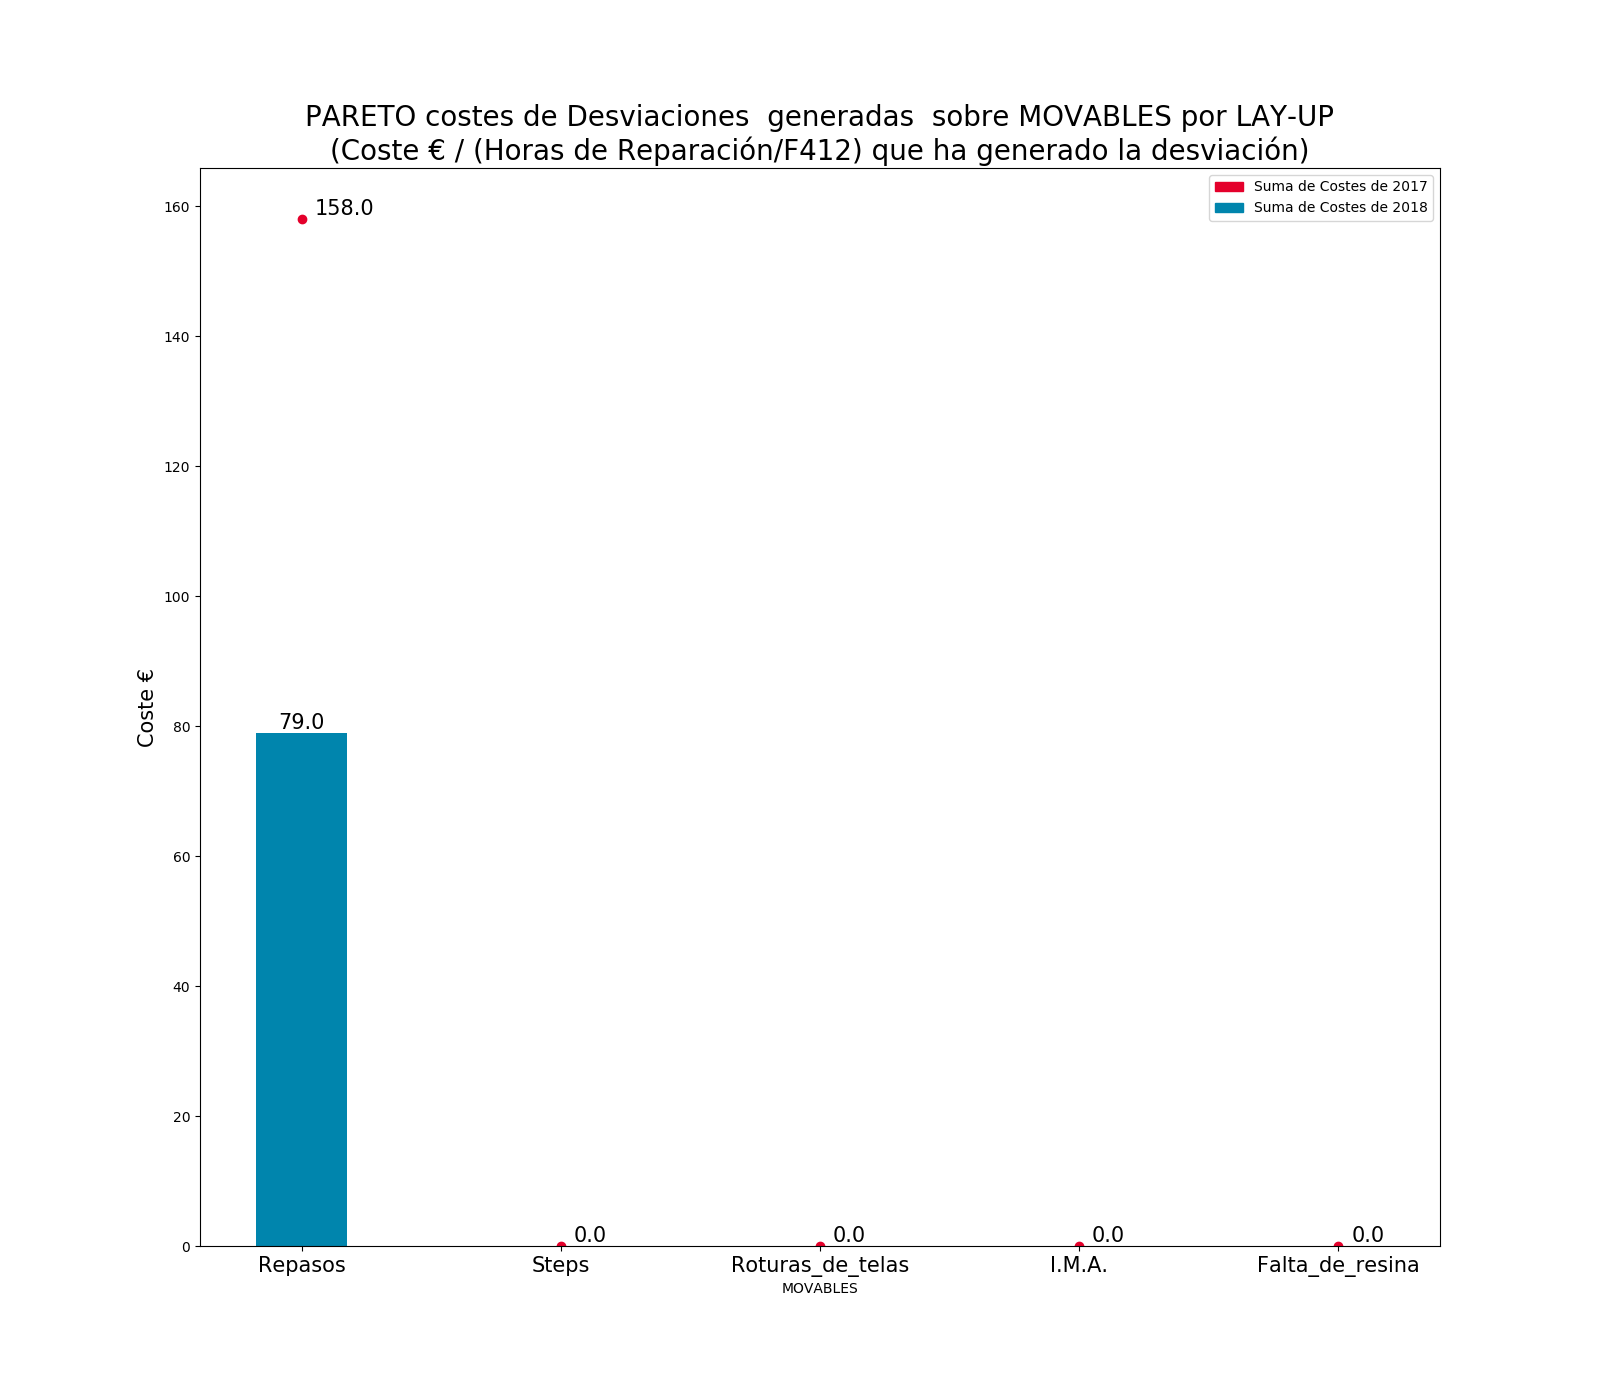 PARETO costes de Desviaciones  generadas  sobre MOVABLES por LAY-UP
(Coste € / (Horas de Reparación/F412) que ha generado la desviación)
Suma de Costes de 2017
Suma de Costes de 2018
160
158.0
140
120
100
80
79.0
60
40
20
0
0.0
0.0
0.0
0.0
Coste €
Repasos
Steps
Roturas_de_telas
I.M.A.
Falta_de_resina
MOVABLES